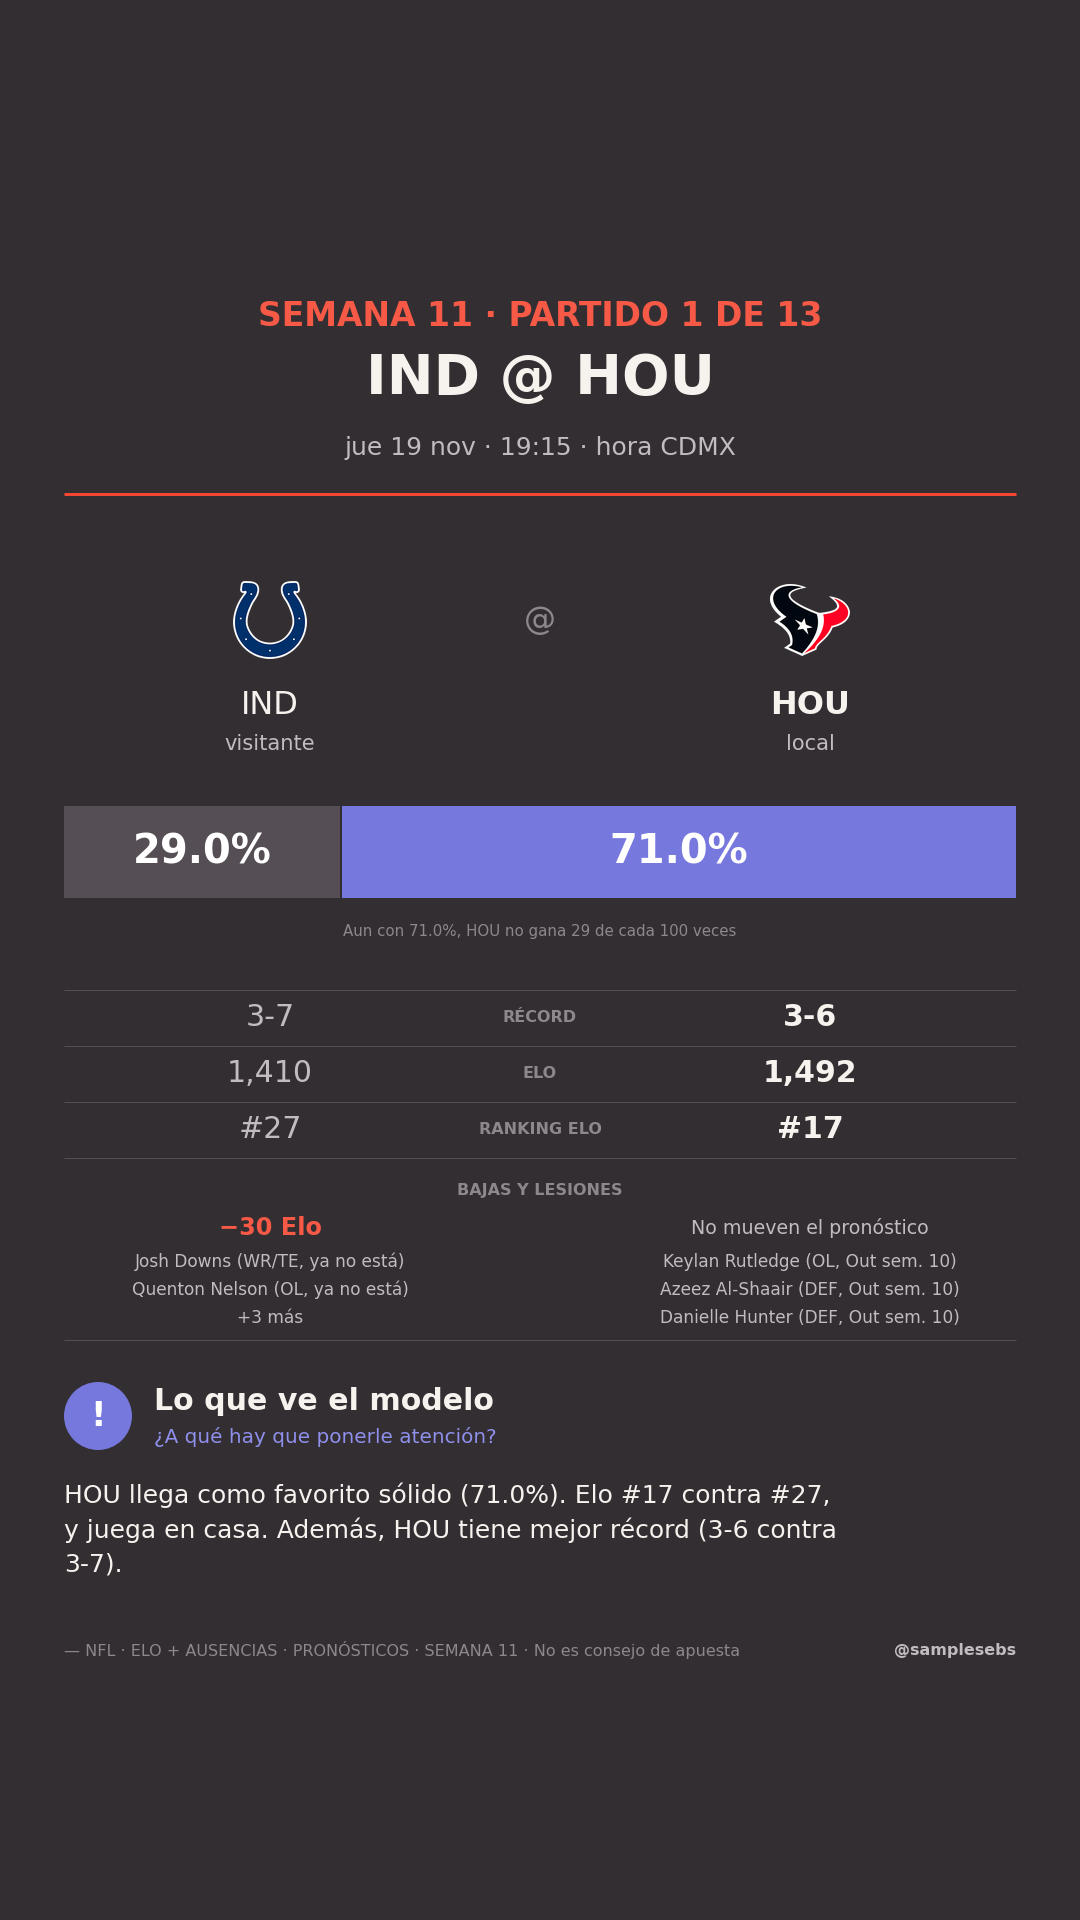 SEMANA 11 · PARTIDO 1 DE 13
IND @ HOU
jue 19 nov · 19:15 · hora CDMX
@
IND
HOU
visitante
local
29.0%
71.0%
Aun con 71.0%, HOU no gana 29 de cada 100 veces
3-7
RÉCORD
3-6
1,410
ELO
1,492
#27
RANKING ELO
#17
BAJAS Y LESIONES
−30 Elo
Josh Downs (WR/TE, ya no está)
Quenton Nelson (OL, ya no está)
+3 más
No mueven el pronóstico
Keylan Rutledge (OL, Out sem. 10)
Azeez Al-Shaair (DEF, Out sem. 10)
Danielle Hunter (DEF, Out sem. 10)
!
Lo que ve el modelo
¿A qué hay que ponerle atención?
HOU llega como favorito sólido (71.0%). Elo #17 contra #27,
y juega en casa. Además, HOU tiene mejor récord (3-6 contra
3-7).
— NFL · ELO + AUSENCIAS · PRONÓSTICOS · SEMANA 11 · No es consejo de apuesta
@samplesebs